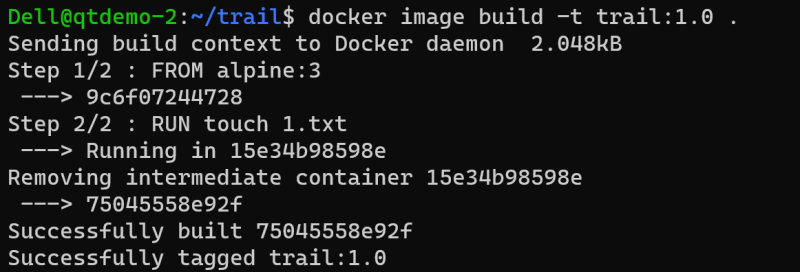 Dell@qtdemo-2:~/trail$ docker image build -t trail:1.0 .
Sending build context to Docker daemon  2.048kB
Step 1/2 : FROM alpine:3
 ---> 9c6f07244728
Step 2/2 : RUN touch 1.txt
 ---> Running in 15e34b98598e
Removing intermediate container 15e34b98598e
 ---> 75045558e92f
Successfully built 75045558e92f
Successfully tagged trail:1.0